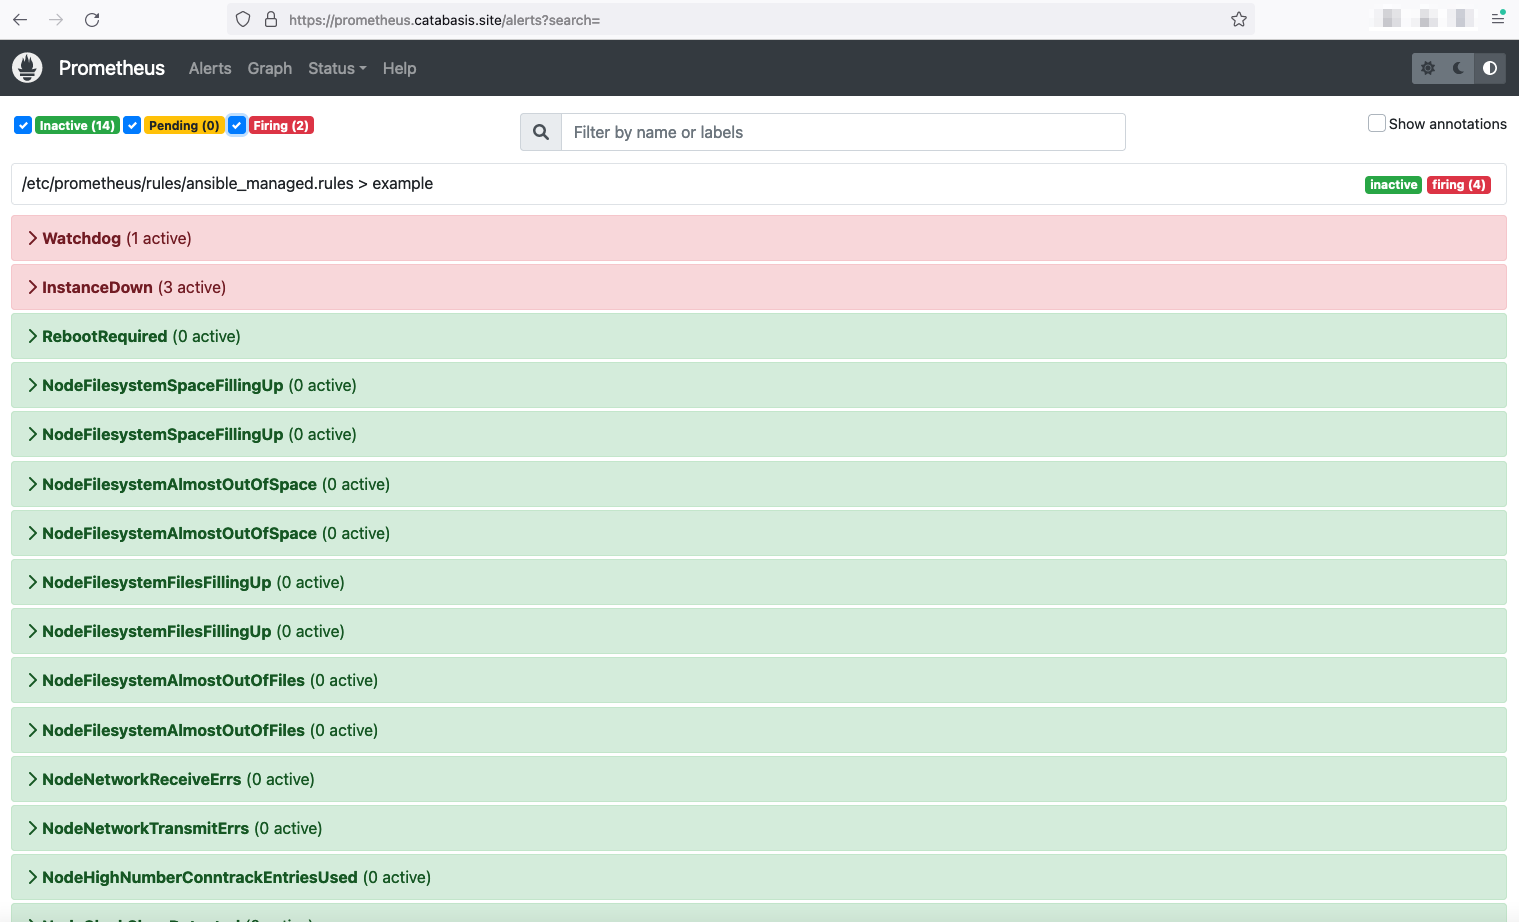 https://prometheus.catabasis.site/alerts?search=
Prometheus Alerts Graph Status Help
Inactive (14) Pending (0) Firing (2) Filter by name or labels Show annotations
/etc/prometheus/rules/ansible_managed.rules > example inactive firing (4)
Watchdog (1 active)
InstanceDown (3 active)
RebootRequired (0 active)
NodeFilesystemSpaceFillingUp (0 active)
NodeFilesystemSpaceFillingUp (0 active)
NodeFilesystemAlmostOutOfSpace (0 active)
NodeFilesystemAlmostOutOfSpace (0 active)
NodeFilesystemFilesFillingUp (0 active)
NodeFilesystemFilesFillingUp (0 active)
NodeFilesystemAlmostOutOfFiles (0 active)
NodeFilesystemAlmostOutOfFiles (0 active)
NodeNetworkReceiveErrs (0 active)
NodeNetworkTransmitErrs (0 active)
NodeHighNumberConntrackEntriesUsed (0 active)